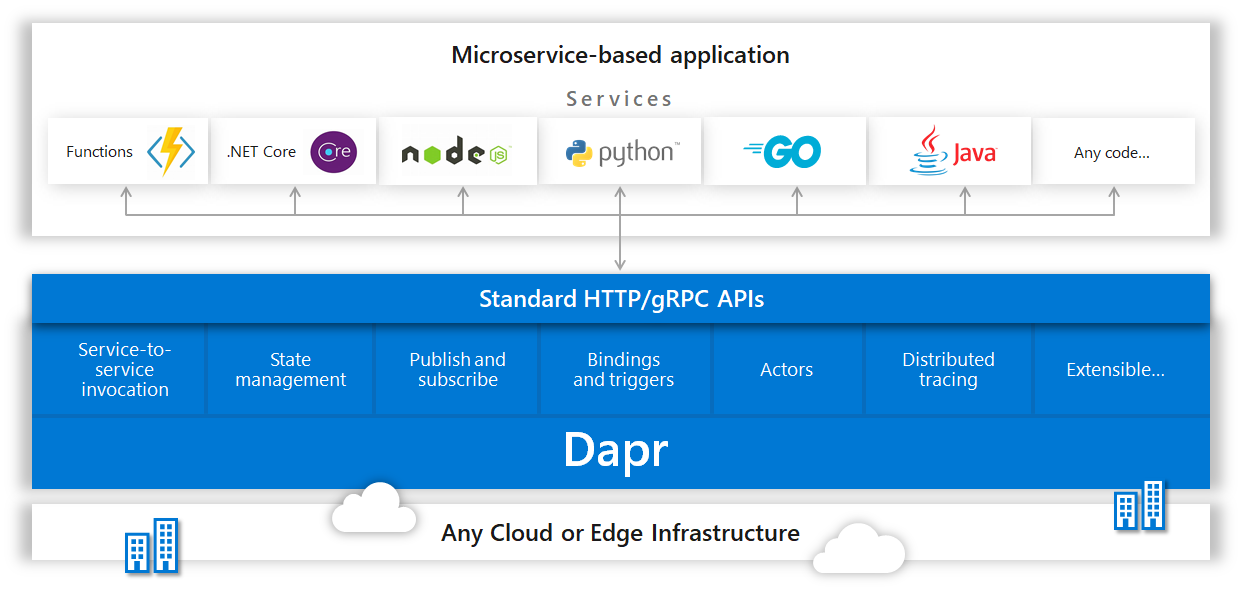 Microservice-based application
Services
Functions
.NET Core
Core
node
JS
python™
GO
Java
Any code...
Standard HTTP/gRPC APIs
Service-to-
service
invocation
State
management
Publish and
subscribe
Bindings
and triggers
Actors
Distributed
tracing
Extensible...
Dapr
Any Cloud or Edge Infrastructure